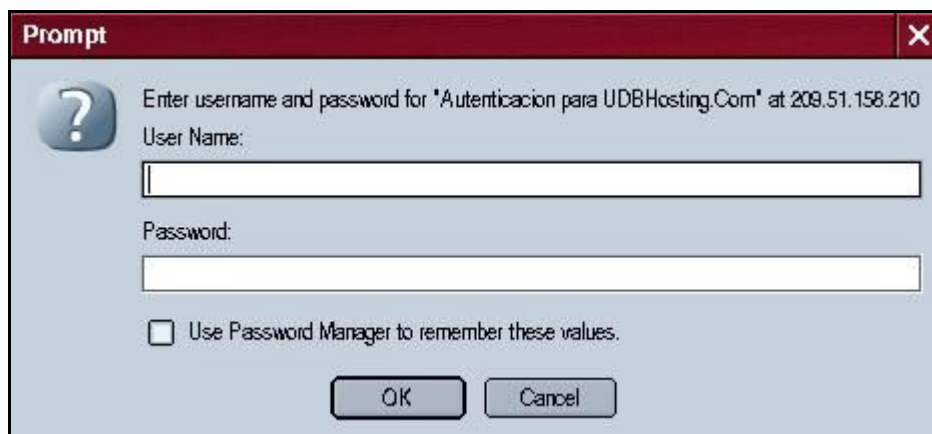 Prompt
Enter username and password for "Autenticacion para UDBHosting.Com" at 209.51.158.210
User Name:
Password:
Use Password Manager to remember these values.
OK Cancel